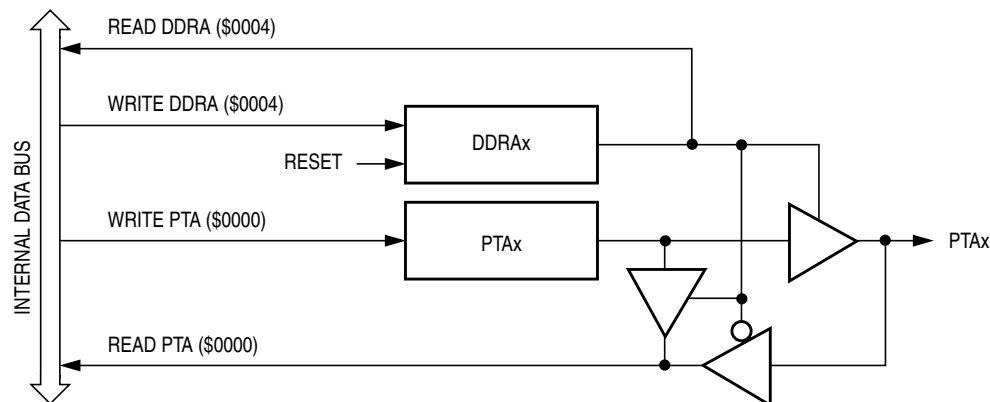 READ DDRA ($0004)
WRITE DDRA ($0004)
DDRAx
RESET
INTERNAL DATA BUS
WRITE PTA ($0000)
PTAx
PTAx
READ PTA ($0000)